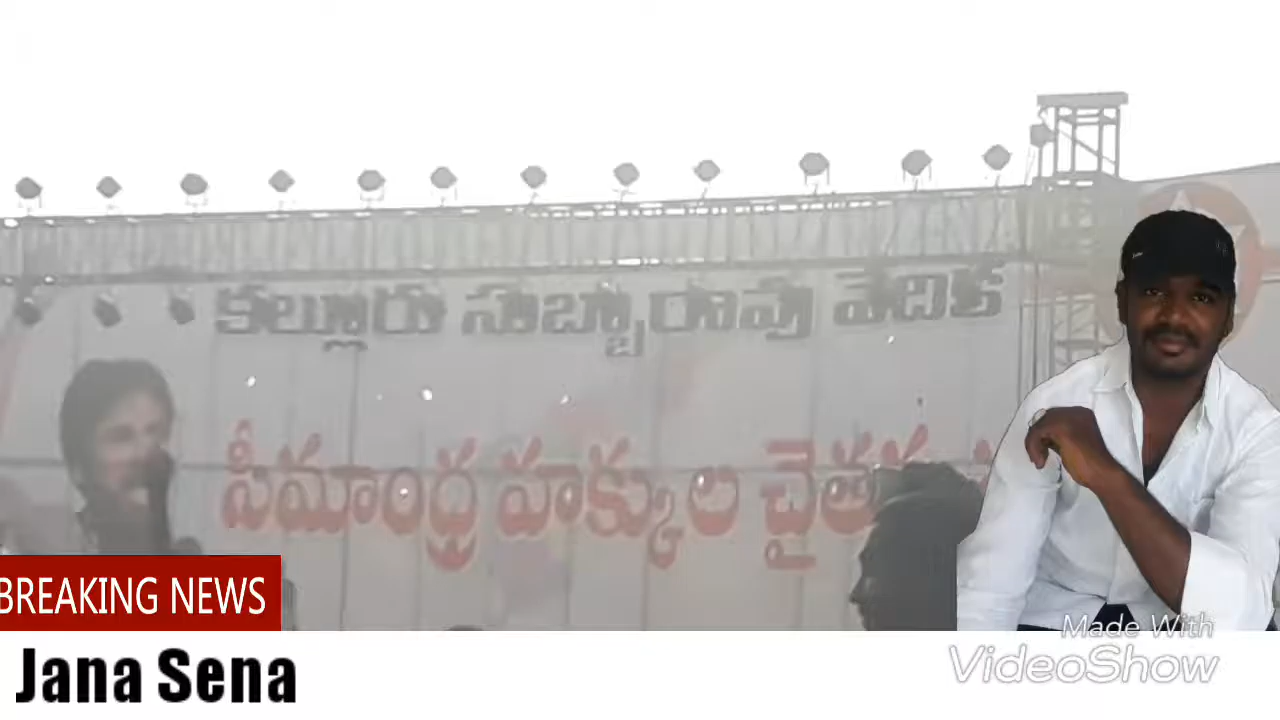 కల్లూరు సుబ్బారావు వేదిక
సీమాంధ్ర హక్కుల
BREAKING NEWS
Jana Sena
Made With
VideoShow